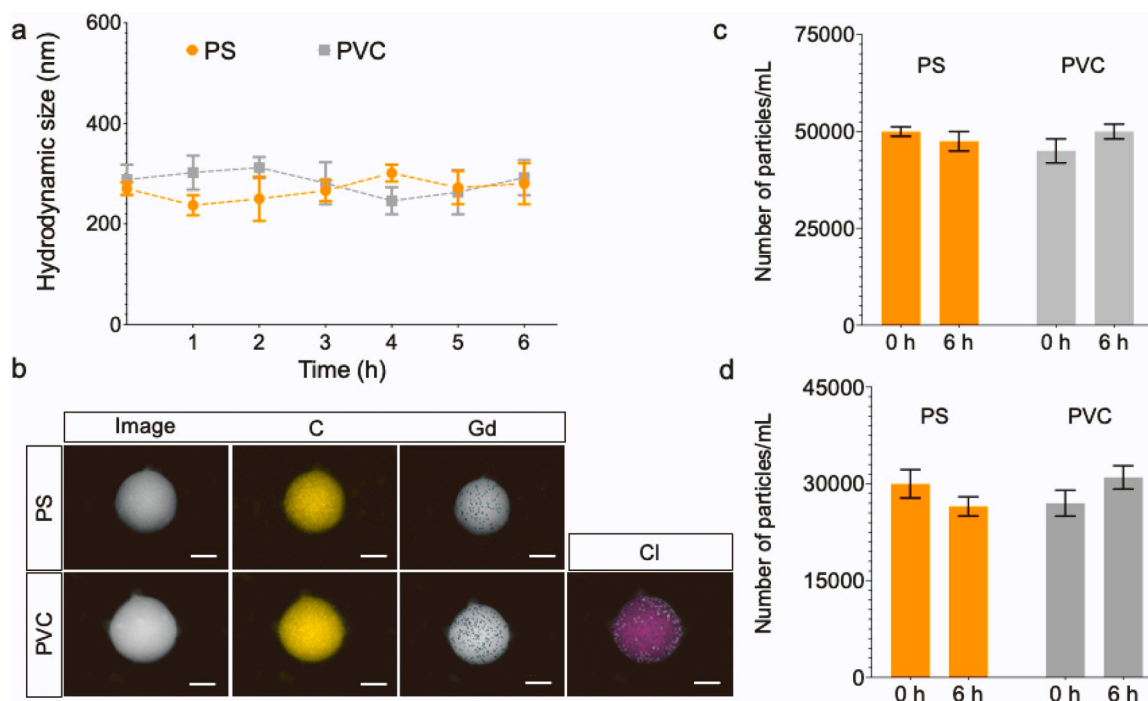 a
600
400
200
0
Hydrodynamic size (nm)
PS PVC
1 2 3 4 5 6
Time (h)
b
Image C Gd
PS
Cl
PVC
c
75000
50000
25000
0
Number of particles/mL
PS PVC
0 h 6 h 0 h 6 h
d
45000
30000
15000
0
Number of particles/mL
PS PVC
0 h 6 h 0 h 6 h